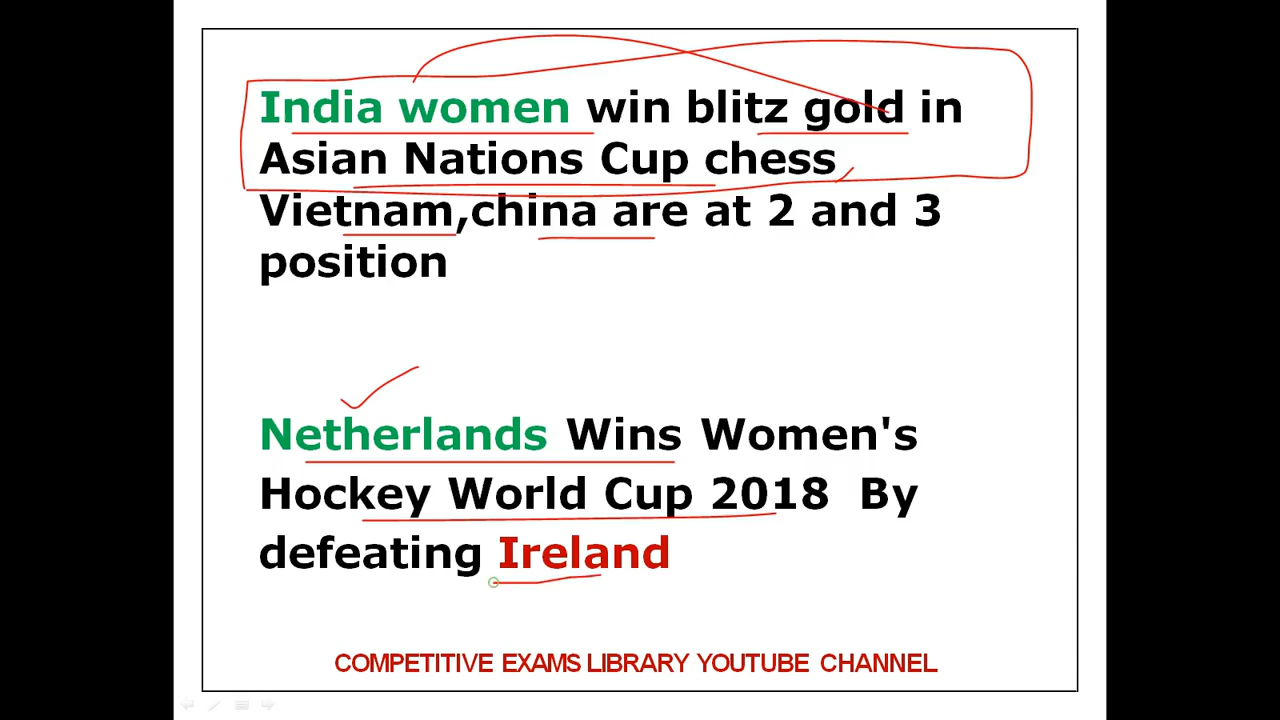 India women win blitz gold in
Asian Nations Cup chess
Vietnam,china are at 2 and 3
position
Netherlands Wins Women's
Hockey World Cup 2018 By
defeating Ireland
COMPETITIVE EXAMS LIBRARY YOUTUBE CHANNEL